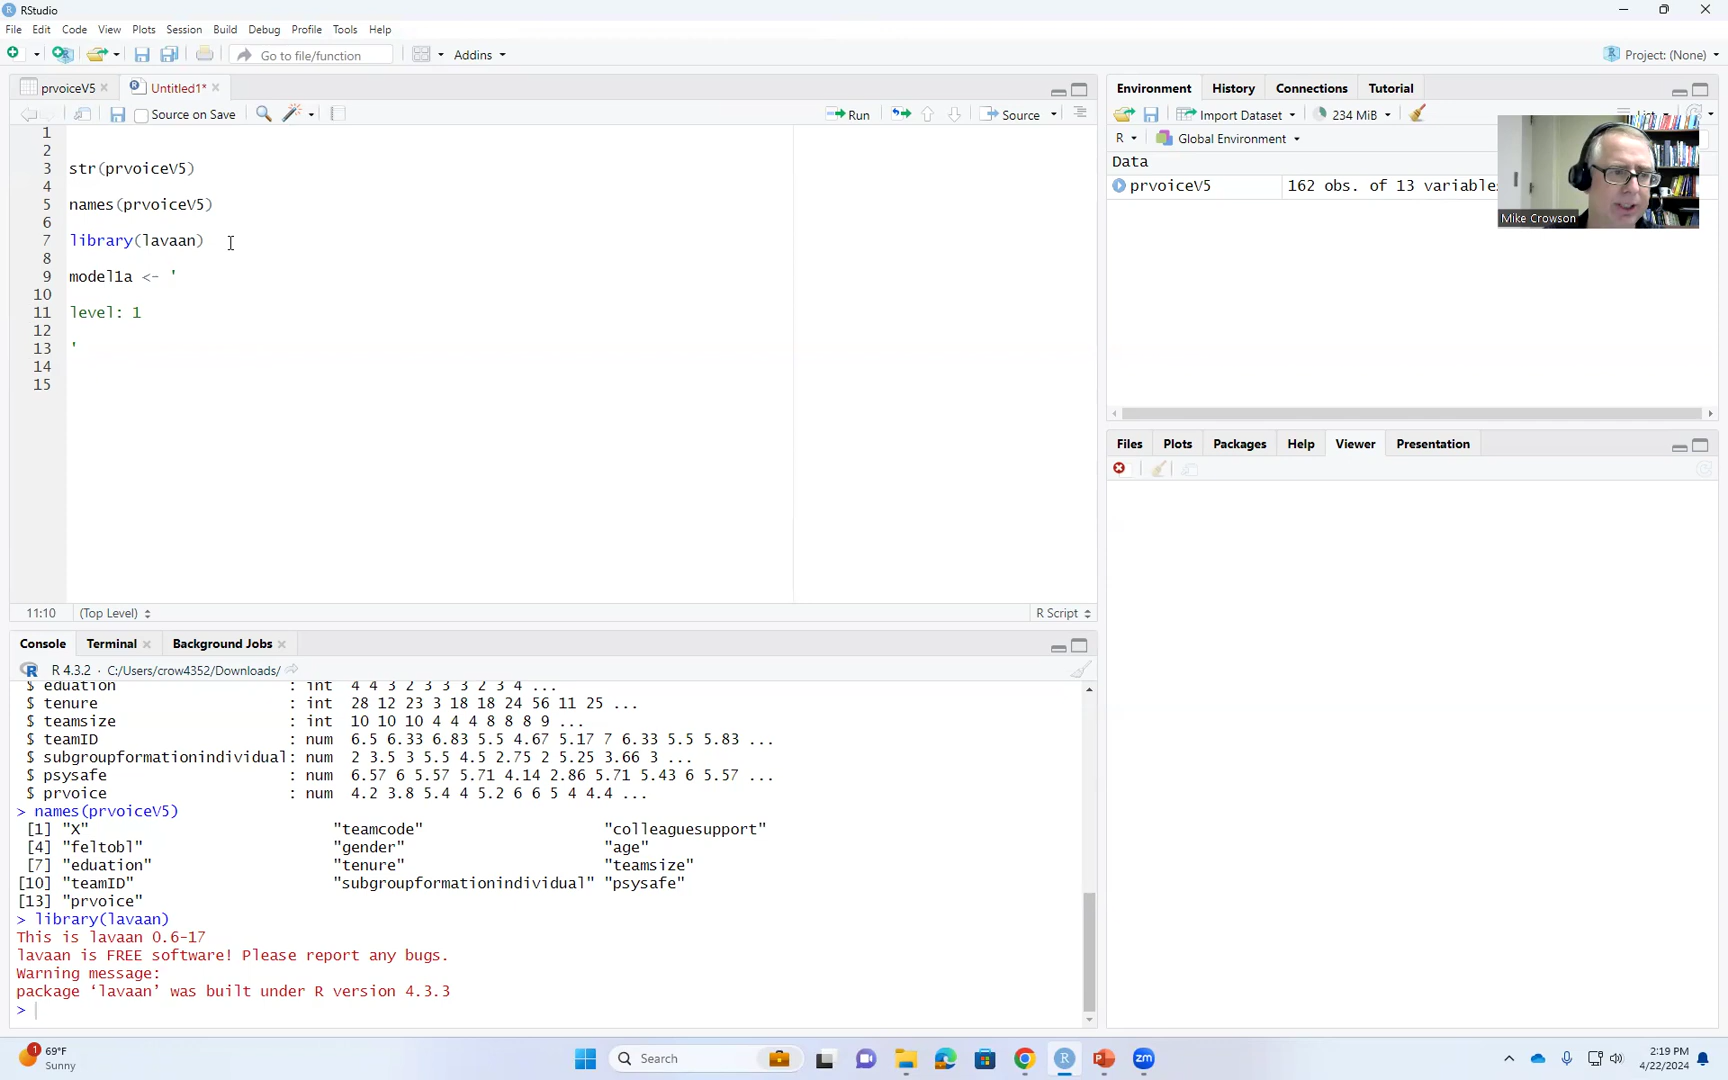 RStudio
File Edit Code View Plots Session Build Debug Profile Tools Help
Go to file/function Addins Project: (None)
prvoiceV5 Untitled1*
Source on Save Run Source
1
2
3 str(prvoiceV5)
4
5 names(prvoiceV5)
6
7 library(lavaan)
8
9 model1a <- '
10
11 level: 1
12
13 '
14
15
11:10 (Top Level) R Script
Console Terminal Background Jobs
R 4.3.2 · C:/Users/crow4352/Downloads/
$ eduation : int 4 4 3 2 3 3 3 2 3 4 ...
$ tenure : int 28 12 23 3 18 18 24 56 11 25 ...
$ teamsize : int 10 10 10 4 4 4 8 8 8 9 ...
$ teamID : num 6.5 6.33 6.83 5.5 4.67 5.17 7 6.33 5.5 5.83 ...
$ subgroupformationindividual: num 2 3.5 3 5.5 4.5 2.75 2 5.25 3.66 3 ...
$ psysafe : num 6.57 6 5.57 5.71 4.14 2.86 5.71 5.43 6 5.57 ...
$ prvoice : num 4.2 3.8 5.4 4 5.2 6 6 5 4 4.4 ...
> names(prvoiceV5)
[1] "X" "teamcode" "colleaguesupport"
[4] "feltobl" "gender" "age"
[7] "eduation" "tenure" "teamsize"
[10] "teamID" "subgroupformationindividual" "psysafe"
[13] "prvoice"
> library(lavaan)
This is lavaan 0.6-17
lavaan is FREE software! Please report any bugs.
Warning message:
package ‘lavaan’ was built under R version 4.3.3
>
Environment History Connections Tutorial
Import Dataset 234 MiB List
R Global Environment
Data
prvoiceV5 162 obs. of 13 variables
Mike Crowson
Files Plots Packages Help Viewer Presentation
1 69°F
Sunny
Search
zm
2:19 PM
4/22/2024